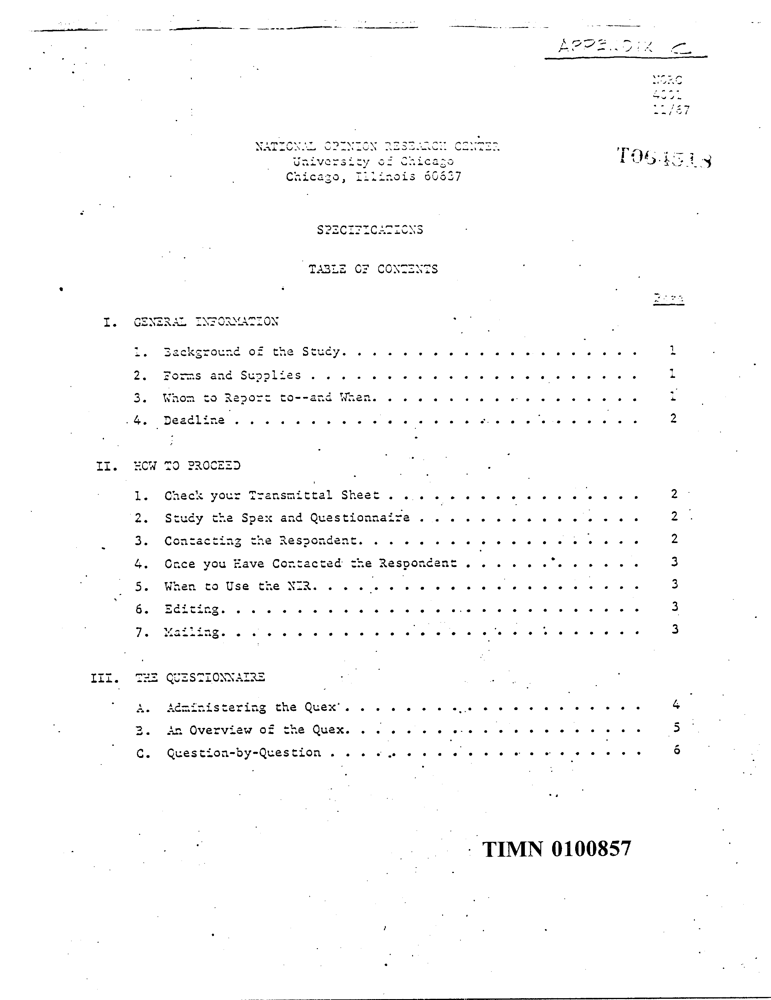 APPENDIX C
NORC
4001
11/67
NATIONAL OPINION RESEARCH CENTER
University of Chicago
Chicago, Illinois 60637
T064518
SPECIFICATIONS
TABLE OF CONTENTS
Page
I. GENERAL INFORMATION
1. Background of the Study. . . . . . . . . . . . . . . . . . . . 1
2. Forms and Supplies . . . . . . . . . . . . . . . . . . . . . . 1
3. Whom to Report to--and When. . . . . . . . . . . . . . . . . . 1
4. Deadline . . . . . . . . . . . . . . . . . . . . . . . . . . . 2
II. HOW TO PROCEED
1. Check your Transmittal Sheet . . . . . . . . . . . . . . . . . 2
2. Study the Spex and Questionnaire . . . . . . . . . . . . . . . 2
3. Contacting the Respondent. . . . . . . . . . . . . . . . . . . 2
4. Once you Have Contacted the Respondent . . . . . . . . . . . . 3
5. When to Use the NIR. . . . . . . . . . . . . . . . . . . . . . 3
6. Editing. . . . . . . . . . . . . . . . . . . . . . . . . . . . 3
7. Mailing. . . . . . . . . . . . . . . . . . . . . . . . . . . . 3
III. THE QUESTIONNAIRE
A. Administering the Quex . . . . . . . . . . . . . . . . . . . . 4
B. An Overview of the Quex. . . . . . . . . . . . . . . . . . . . 5
C. Question-by-Question . . . . . . . . . . . . . . . . . . . . . 6
TIMN 0100857